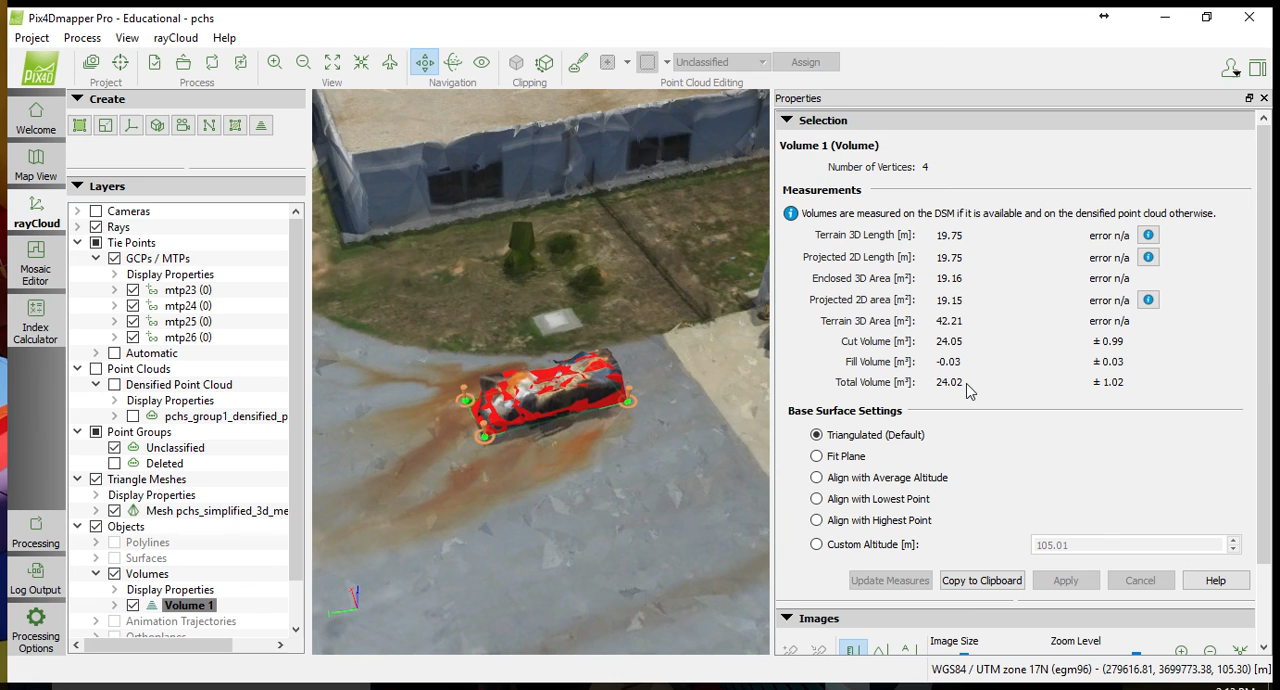 Pix4Dmapper Pro - Educational - pchs
Project Process View rayCloud Help
PIX4D
Project
Process
View
Navigation
Clipping
Unclassified
Assign
Point Cloud Editing
Welcome
Map View
rayCloud
Mosaic
Editor
Index
Calculator
Processing
Log Output
Processing
Options
Create
Layers
Cameras
Rays
Tie Points
GCPs / MTPs
Display Properties
mtp23 (0)
mtp24 (0)
mtp25 (0)
mtp26 (0)
Automatic
Point Clouds
Densified Point Cloud
Display Properties
pchs_group1_densified_p
Point Groups
Unclassified
Deleted
Triangle Meshes
Display Properties
Mesh pchs_simplified_3d_me
Objects
Polylines
Surfaces
Volumes
Display Properties
Volume 1
Animation Trajectories
Orthoplanes
Properties
Selection
Volume 1 (Volume)
Number of Vertices: 4
Measurements
Volumes are measured on the DSM if it is available and on the densified point cloud otherwise.
Terrain 3D Length [m]: 19.75 error n/a
Projected 2D Length [m]: 19.75 error n/a
Enclosed 3D Area [m²]: 19.16 error n/a
Projected 2D area [m²]: 19.15 error n/a
Terrain 3D Area [m²]: 42.21 error n/a
Cut Volume [m³]: 24.05 ± 0.99
Fill Volume [m³]: -0.03 ± 0.03
Total Volume [m³]: 24.02 ± 1.02
Base Surface Settings
Triangulated (Default)
Fit Plane
Align with Average Altitude
Align with Lowest Point
Align with Highest Point
Custom Altitude [m]: 105.01
Update Measures Copy to Clipboard Apply Cancel Help
Images
Image Size Zoom Level
WGS84 / UTM zone 17N (egm96) - (279616.81, 3699773.38, 105.30) [m]